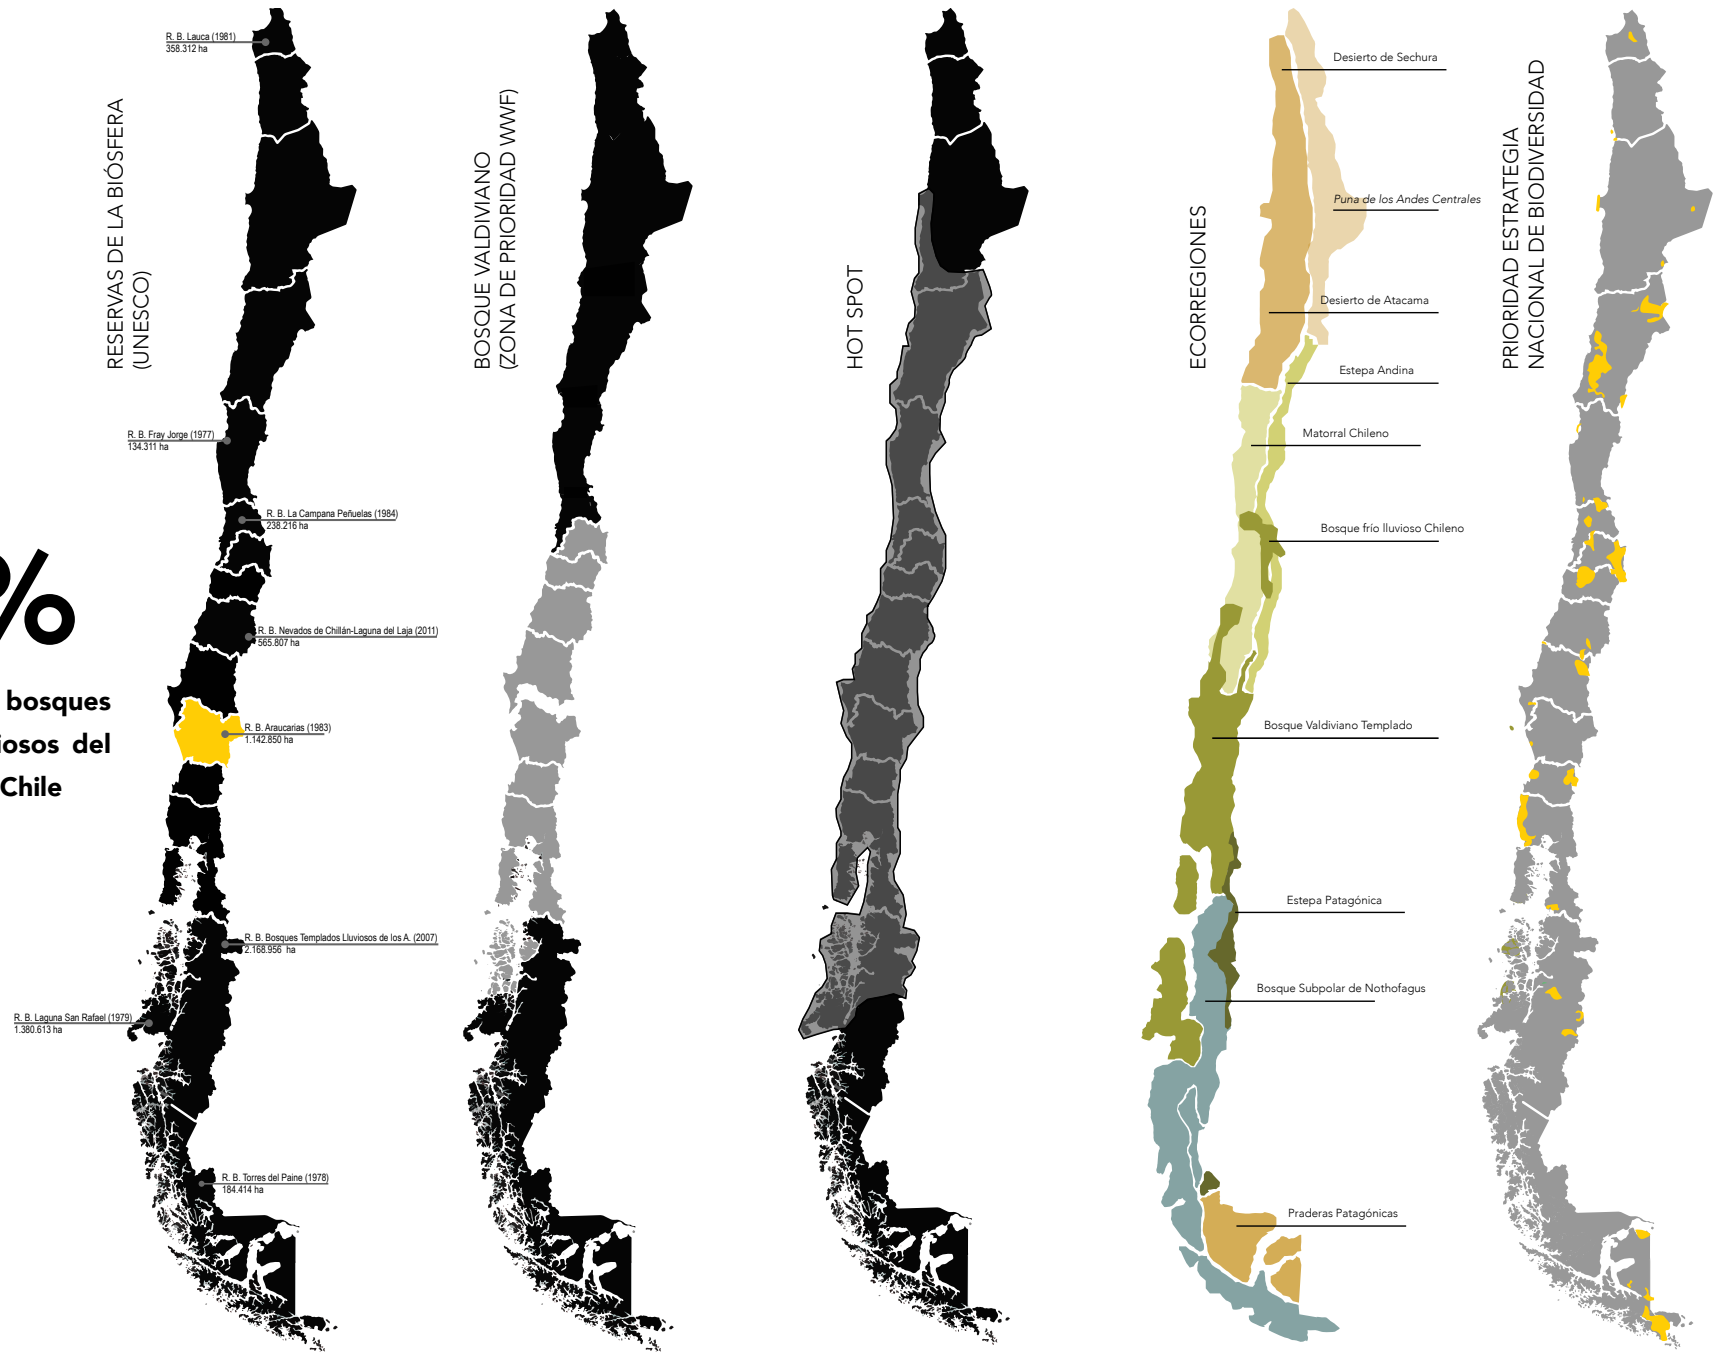 RESERVAS DE LA BIÓSFERA
(UNESCO)
R. B. Lauca (1981)
358.312 ha
R. B. Fray Jorge (1977)
134.311 ha
R. B. La Campana Peñuelas (1984)
238.216 ha
R. B. Nevados de Chillán-Laguna del Laja (2011)
565.807 ha
R. B. Araucarias (1983)
1.142.850 ha
R. B. Bosques Templados Lluviosos de los A. (2007)
2.168.956 ha
R. B. Laguna San Rafael (1979)
1.380.613 ha
R. B. Torres del Paine (1978)
184.414 ha
%
bosques
iosos del
Chile
BOSQUE VALDIVIANO
(ZONA DE PRIORIDAD WWF)
HOT SPOT
ECORREGIONES
Desierto de Sechura
Puna de los Andes Centrales
Desierto de Atacama
Estepa Andina
Matorral Chileno
Bosque frío lluvioso Chileno
Bosque Valdiviano Templado
Estepa Patagónica
Bosque Subpolar de Nothofagus
Praderas Patagónicas
PRIORIDAD ESTRATEGIA
NACIONAL DE BIODIVERSIDAD